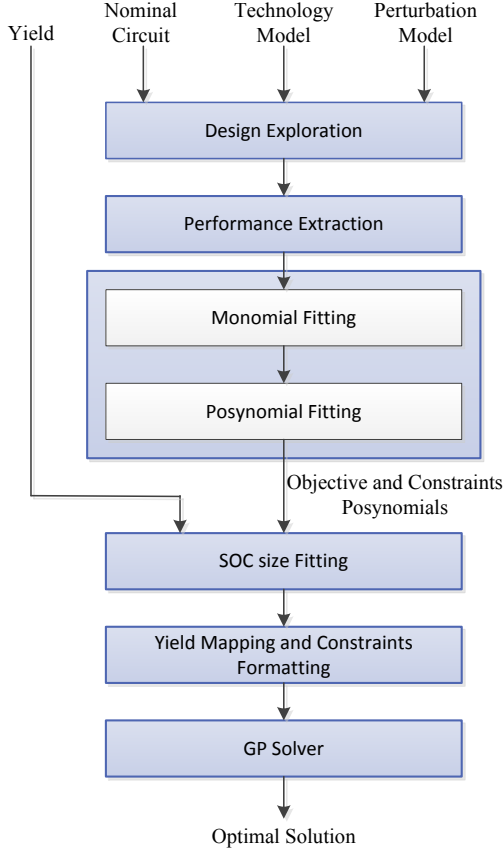 Yield
Nominal
Circuit
Technology
Model
Perturbation
Model
Design Exploration
Performance Extraction
Monomial Fitting
Posynomial Fitting
Objective and Constraints
Posynomials
SOC size Fitting
Yield Mapping and Constraints
Formatting
GP Solver
Optimal Solution